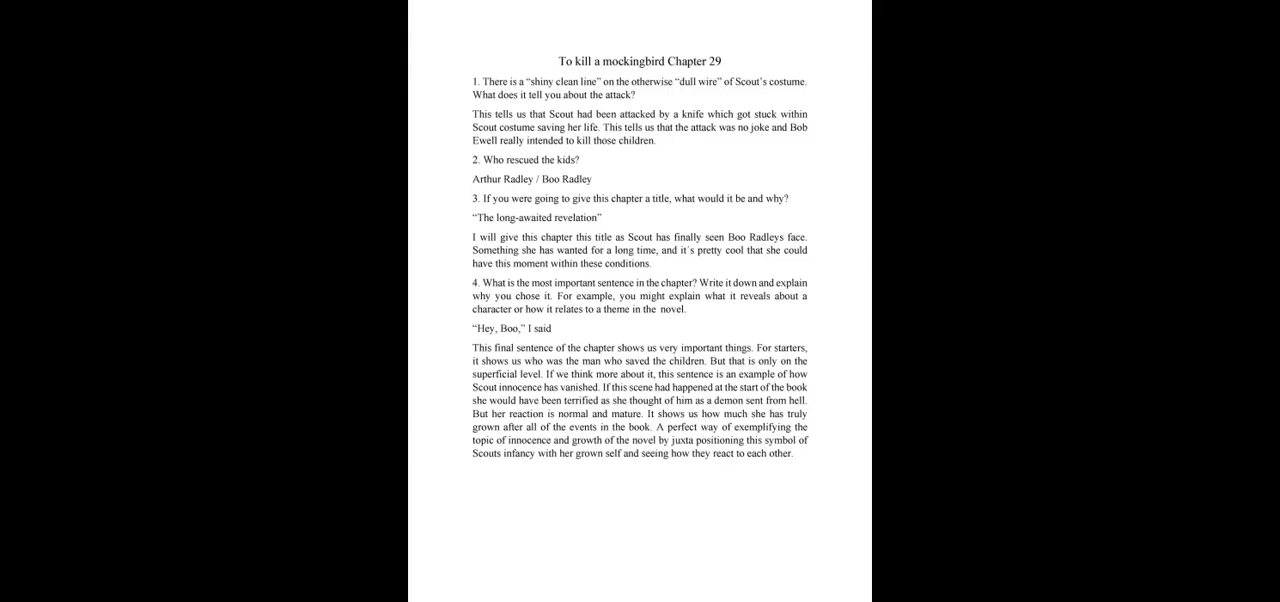 To kill a mockingbird Chapter 29
1. There is a “shiny clean line” on the otherwise “dull wire” of Scout’s costume.
What does it tell you about the attack?
This tells us that Scout had been attacked by a knife which got stuck within
Scout costume saving her life. This tells us that the attack was no joke and Bob
Ewell really intended to kill those children.
2. Who rescued the kids?
Arthur Radley / Boo Radley
3. If you were going to give this chapter a title, what would it be and why?
“The long-awaited revelation”
I will give this chapter this title as Scout has finally seen Boo Radleys face.
Something she has wanted for a long time, and it´s pretty cool that she could
have this moment within these conditions.
4. What is the most important sentence in the chapter? Write it down and explain
why you chose it. For example, you might explain what it reveals about a
character or how it relates to a theme in the novel.
“Hey, Boo,” I said
This final sentence of the chapter shows us very important things. For starters,
it shows us who was the man who saved the children. But that is only on the
superficial level. If we think more about it, this sentence is an example of how
Scout innocence has vanished. If this scene had happened at the start of the book
she would have been terrified as she thought of him as a demon sent from hell.
But her reaction is normal and mature. It shows us how much she has truly
grown after all of the events in the book. A perfect way of exemplifying the
topic of innocence and growth of the novel by juxta positioning this symbol of
Scouts infancy with her grown self and seeing how they react to each other.